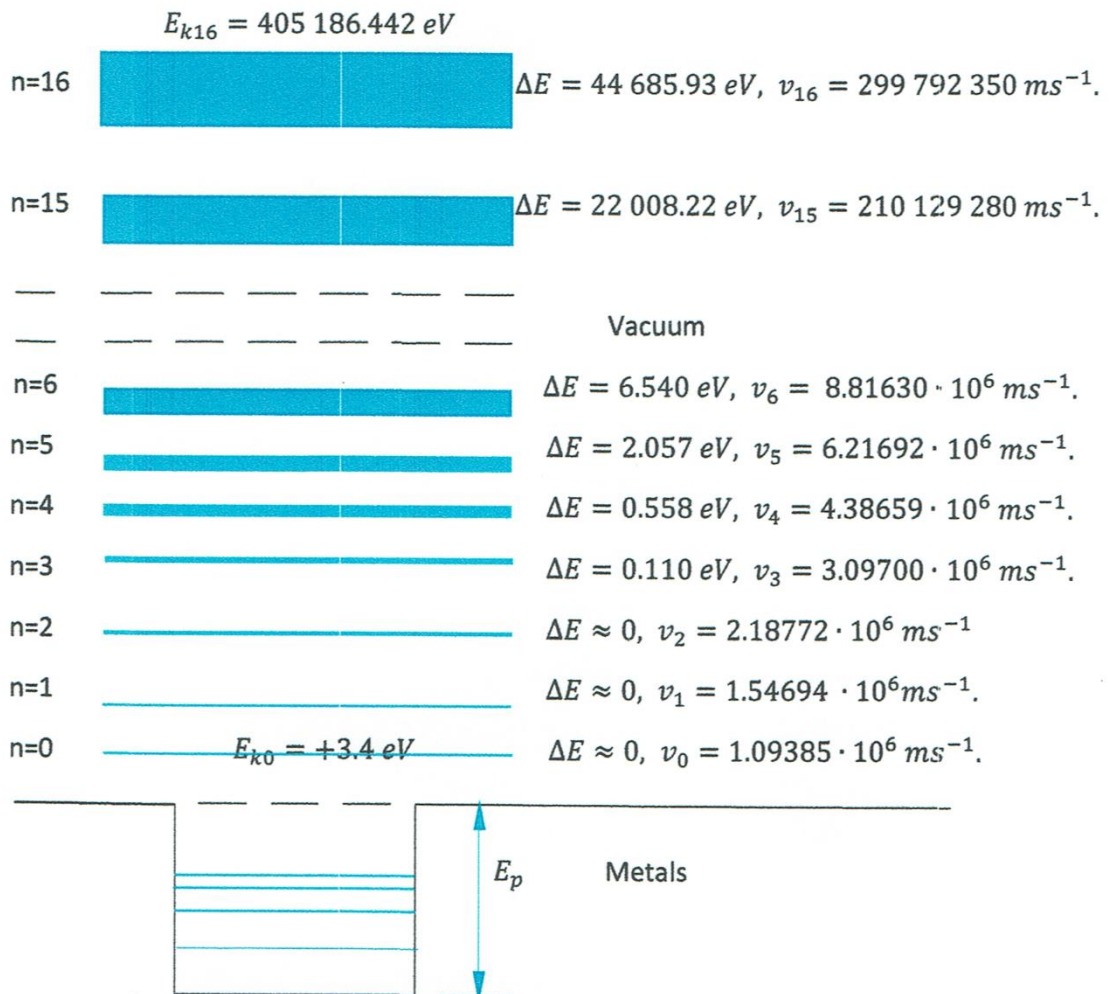 E_{k16} = 405 186.442 eV
n=16 ΔE = 44 685.93 eV, v_{16} = 299 792 350 ms^{-1}.
n=15 ΔE = 22 008.22 eV, v_{15} = 210 129 280 ms^{-1}.
Vacuum
n=6 ΔE = 6.540 eV, v_6 = 8.81630 · 10^6 ms^{-1}.
n=5 ΔE = 2.057 eV, v_5 = 6.21692 · 10^6 ms^{-1}.
n=4 ΔE = 0.558 eV, v_4 = 4.38659 · 10^6 ms^{-1}.
n=3 ΔE = 0.110 eV, v_3 = 3.09700 · 10^6 ms^{-1}.
n=2 ΔE ≈ 0, v_2 = 2.18772 · 10^6 ms^{-1}
n=1 ΔE ≈ 0, v_1 = 1.54694 · 10^6 ms^{-1}.
n=0 E_{k0} = +3.4 eV ΔE ≈ 0, v_0 = 1.09385 · 10^6 ms^{-1}.
E_p Metals